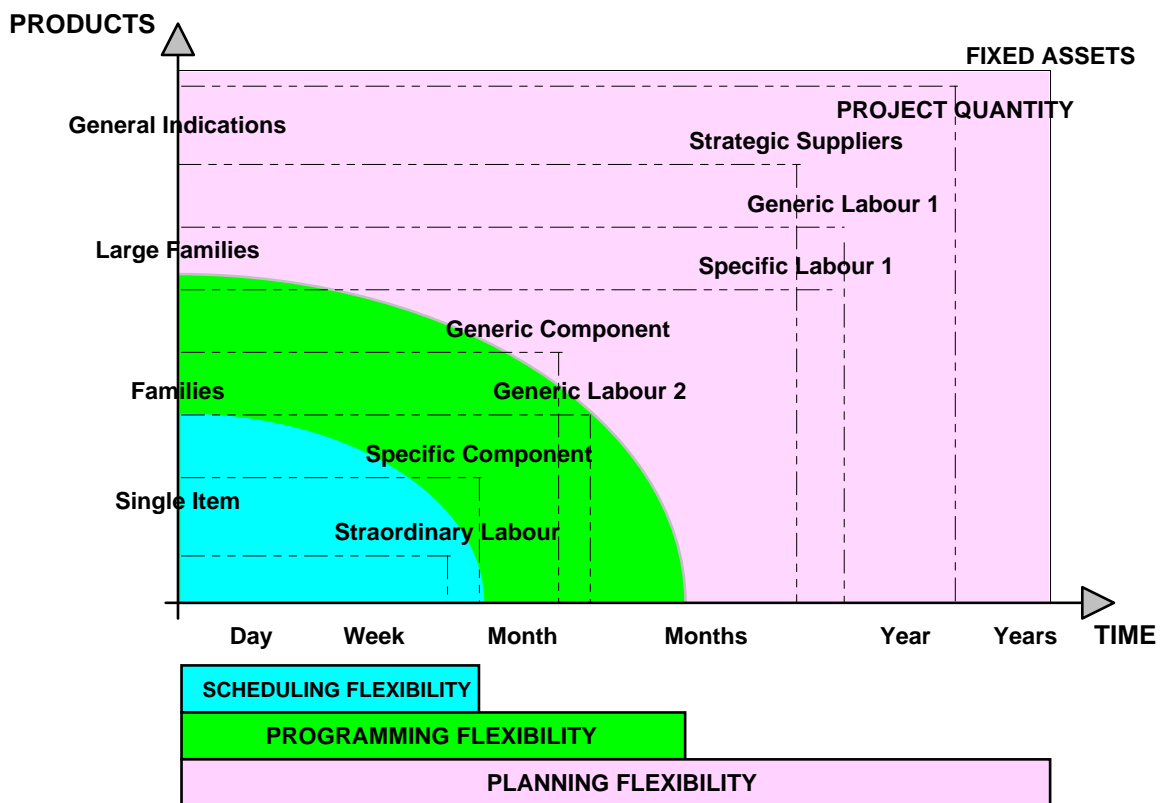 PRODUCTS
FIXED ASSETS
PROJECT QUANTITY
General Indications
Strategic Suppliers
Generic Labour 1
Large Families
Specific Labour 1
Generic Component
Families
Generic Labour 2
Specific Component
Single Item
Straordinary Labour
Day Week Month Months Year Years TIME
SCHEDULING FLEXIBILITY
PROGRAMMING FLEXIBILITY
PLANNING FLEXIBILITY